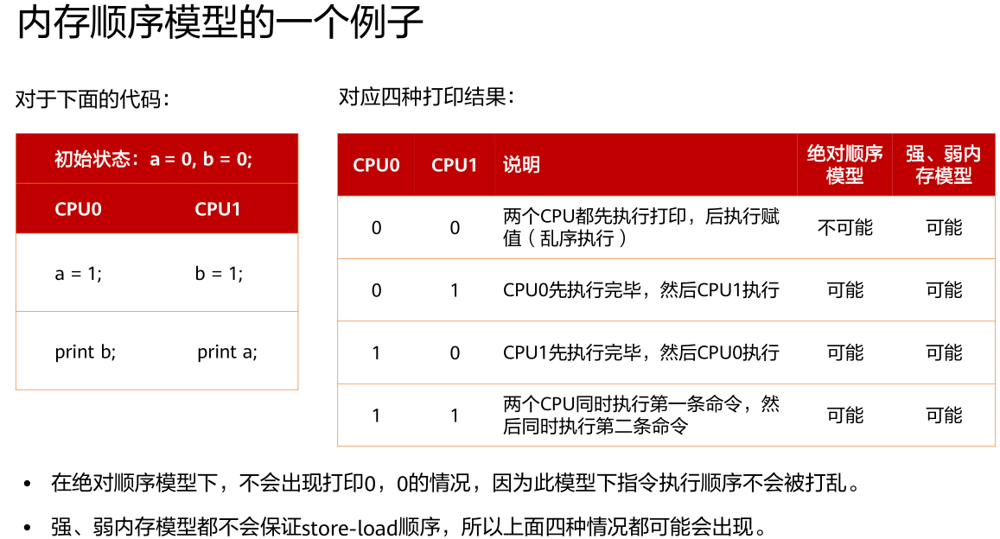 内存顺序模型的一个例子
对于下面的代码：
初始状态：a = 0, b = 0;
CPU0 CPU1
a = 1; b = 1;
print b; print a;
对应四种打印结果：
CPU0 CPU1 说明 绝对顺序模型 强、弱内存模型
0 0 两个CPU都先执行打印，后执行赋值（乱序执行） 不可能 可能
0 1 CPU0先执行完毕，然后CPU1执行 可能 可能
1 0 CPU1先执行完毕，然后CPU0执行 可能 可能
1 1 两个CPU同时执行第一条命令，然后同时执行第二条命令 可能 可能
• 在绝对顺序模型下，不会出现打印0，0的情况，因为此模型下指令执行顺序不会被打乱。
• 强、弱内存模型都不会保证store-load顺序，所以上面四种情况都可能会出现。